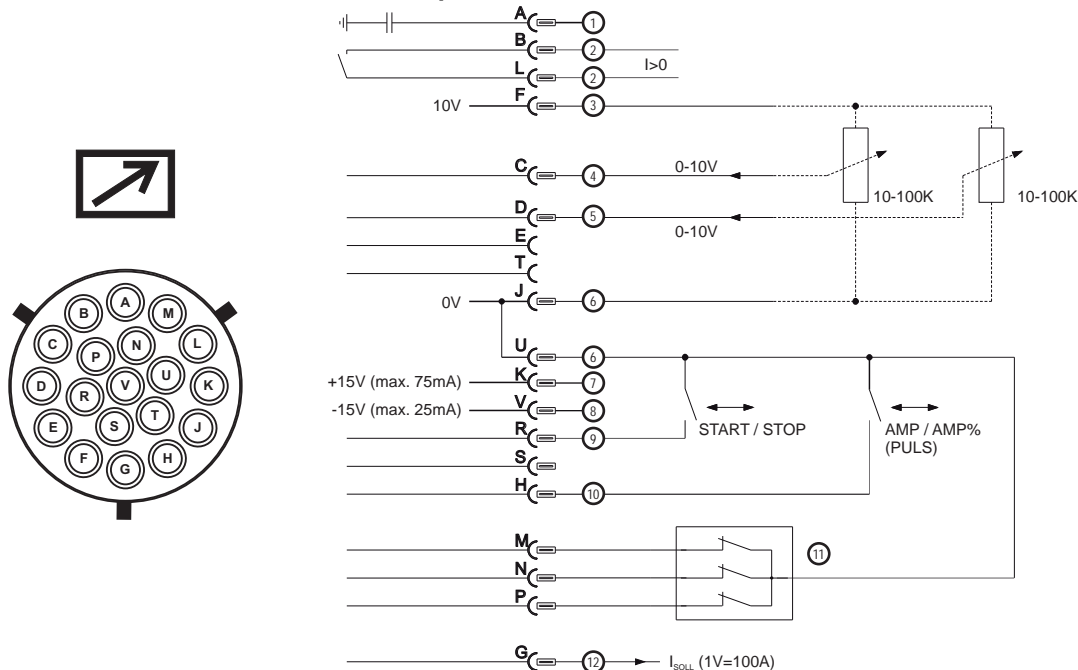 A 1
B 2
L 2 I>0
10V F 3
C 4 0-10V
10-100K 10-100K
D 5
0-10V
E
T
0V J 6
U 6
+15V (max. 75mA) K 7
-15V (max. 25mA) V 8
R 9 START / STOP AMP / AMP%
(PULS)
S
H 10
M 11
N
P
G 12 I SOLL (1V=100A)
A
B M
C P N L
D R V U K
E S T J
F G H